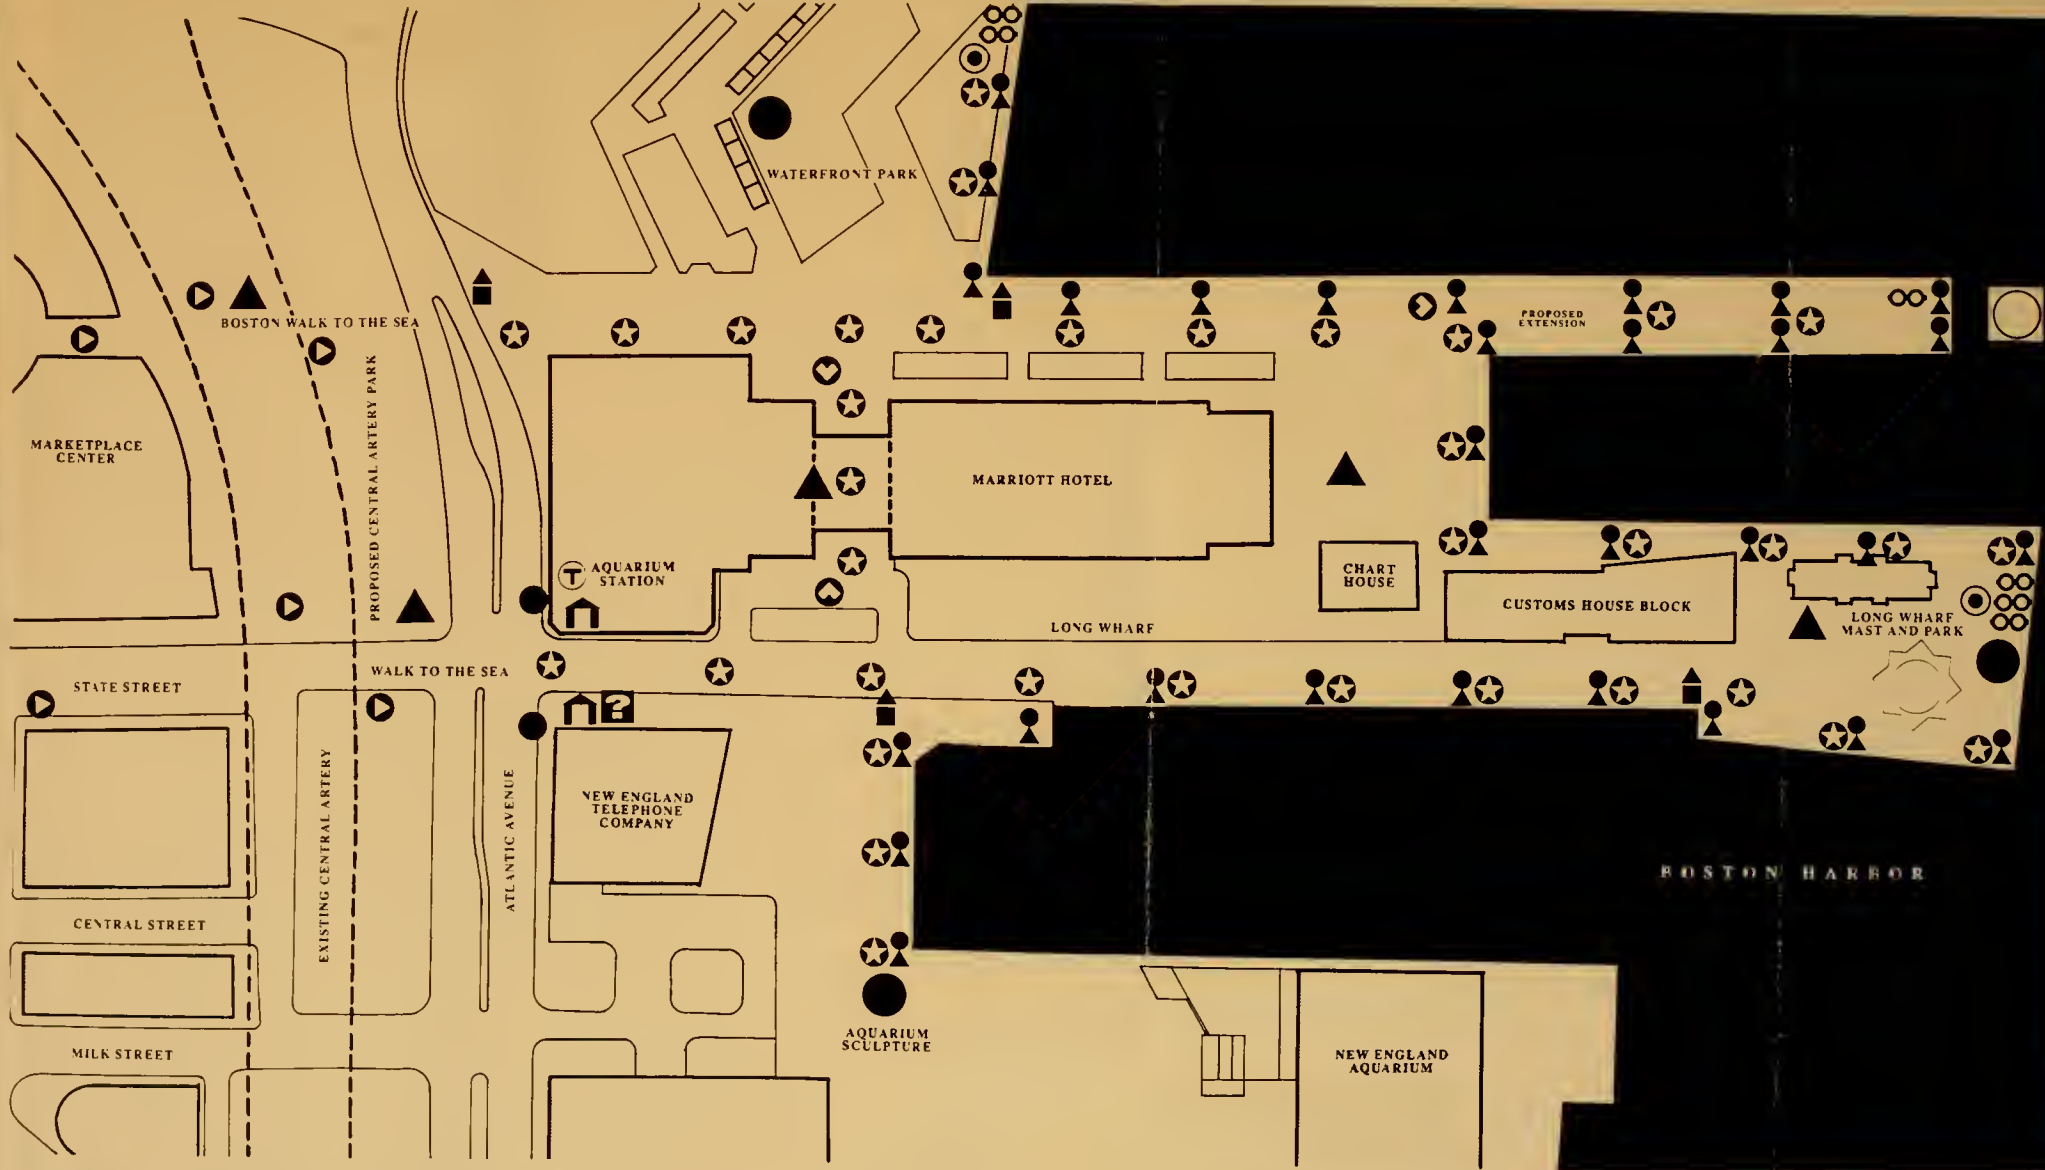 WATERFRONT PARK
BOSTON WALK TO THE SEA
PROPOSED
EXTENSION
PROPOSED CENTRAL ARTERY PARK
MARKETPLACE
CENTER
MARRIOTT HOTEL
T
AQUARIUM
STATION
CHART
HOUSE
CUSTOMS HOUSE BLOCK
LONG WHARF
MAST AND PARK
LONG WHARF
WALK TO THE SEA
STATE STREET
?
EXISTING CENTRAL ARTERY
ATLANTIC AVENUE
NEW ENGLAND
TELEPHONE
COMPANY
BOSTON HARBOR
CENTRAL STREET
AQUARIUM
SCULPTURE
MILK STREET
NEW ENGLAND
AQUARIUM